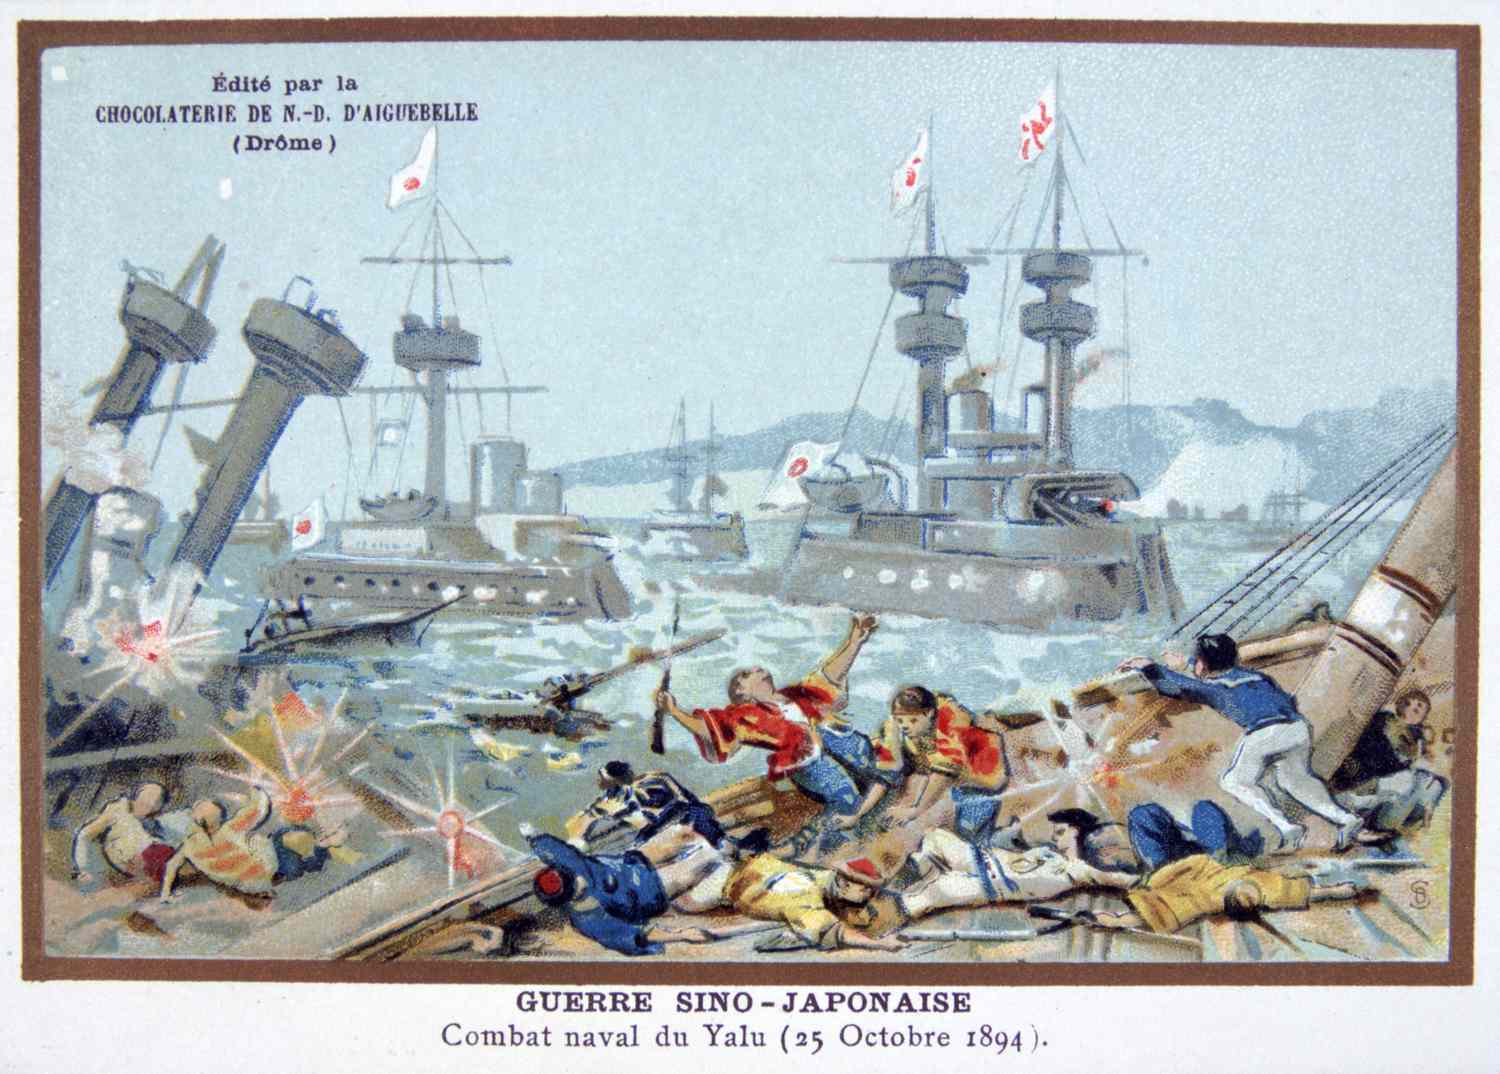 Édité par la
CHOCOLATERIE DE N.-D. D'AIGUEBELLE
(Drôme)
GUERRE SINO-JAPONAISE
Combat naval du Yalu (25 Octobre 1894).